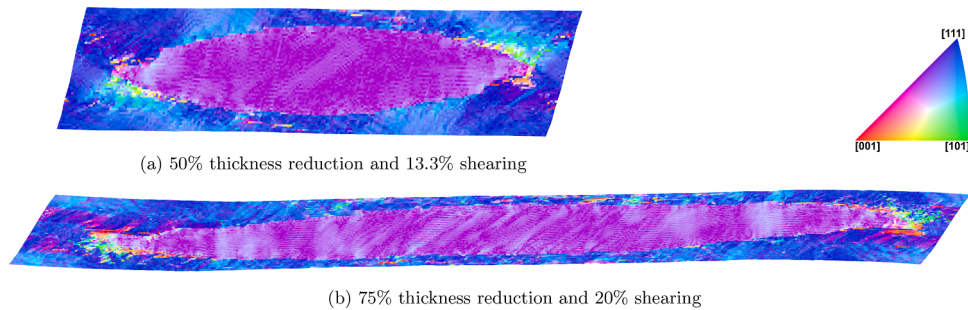 [111]
[001] [101]
(a) 50% thickness reduction and 13.3% shearing
(b) 75% thickness reduction and 20% shearing